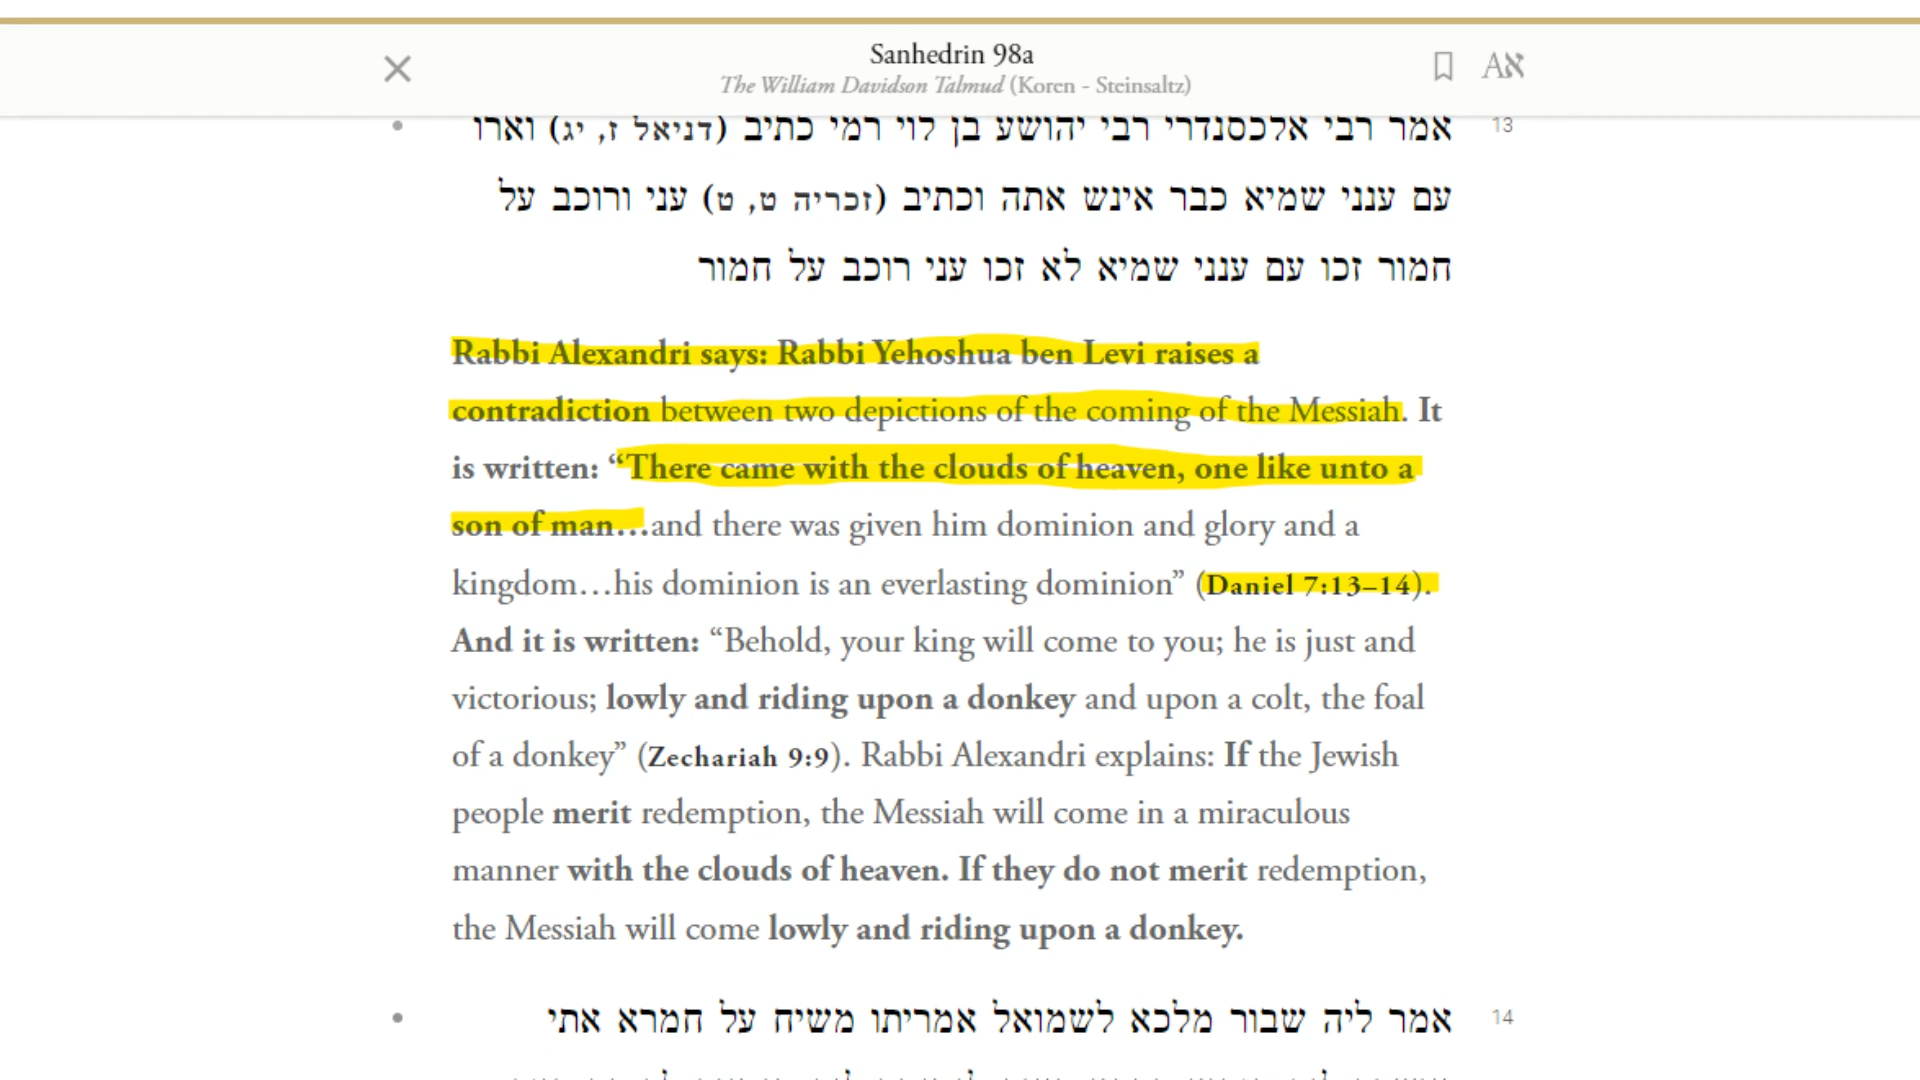 Sanhedrin 98a
The William Davidson Talmud (Koren - Steinsaltz)
Aא
13
אמר רבי אלכסנדרי רבי יהושע בן לוי רמי כתיב (דניאל ז, יג) וארו
עם ענני שמיא כבר אינש אתה וכתיב (זכריה ט, ט) עני ורוכב על
חמור זכו עם ענני שמיא לא זכו עני רוכב על חמור
Rabbi Alexandri says: Rabbi Yehoshua ben Levi raises a
contradiction between two depictions of the coming of the Messiah. It
is written: “There came with the clouds of heaven, one like unto a
son of man…and there was given him dominion and glory and a
kingdom…his dominion is an everlasting dominion” (Daniel 7:13–14).
And it is written: “Behold, your king will come to you; he is just and
victorious; lowly and riding upon a donkey and upon a colt, the foal
of a donkey” (Zechariah 9:9). Rabbi Alexandri explains: If the Jewish
people merit redemption, the Messiah will come in a miraculous
manner with the clouds of heaven. If they do not merit redemption,
the Messiah will come lowly and riding upon a donkey.
14
אמר ליה שבור מלכא לשמואל אמריתו משיח על חמרא אתי